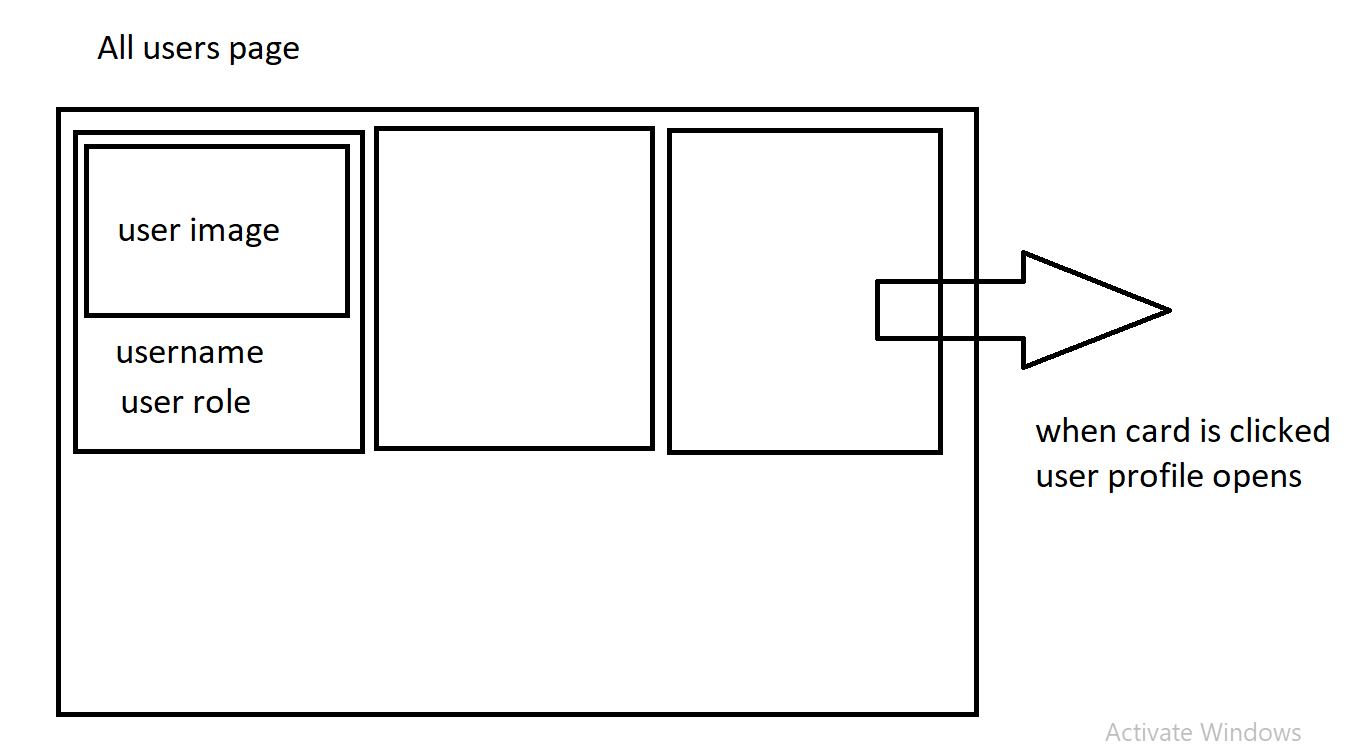 All users page
user image
username
user role
when card is clicked
user profile opens
Activate Windows